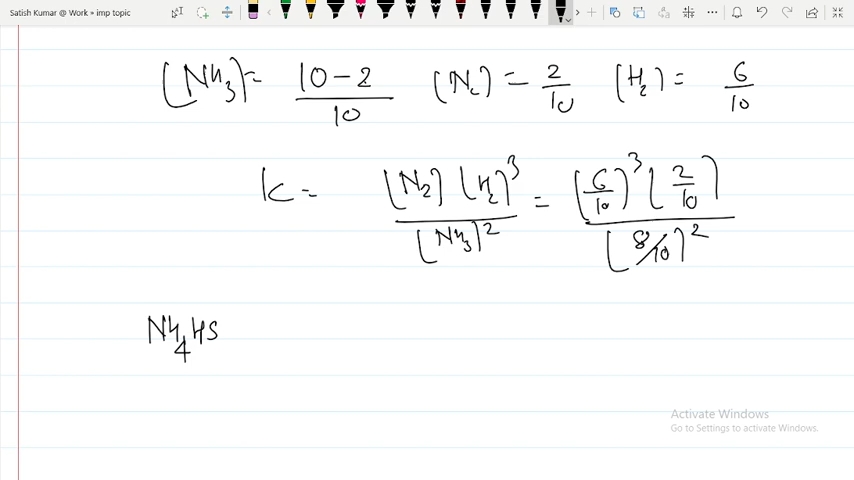 Satish Kumar @ Work » imp topic
(NH3)= 10-2/10 (N2) = 2/10 (H2)= 6/10
K= (N2) (H2)^3/(NH3)^2 = (6/10)^3 (2/10)/(8/10)^2
NH4HS
Activate Windows
Go to Settings to activate Windows.